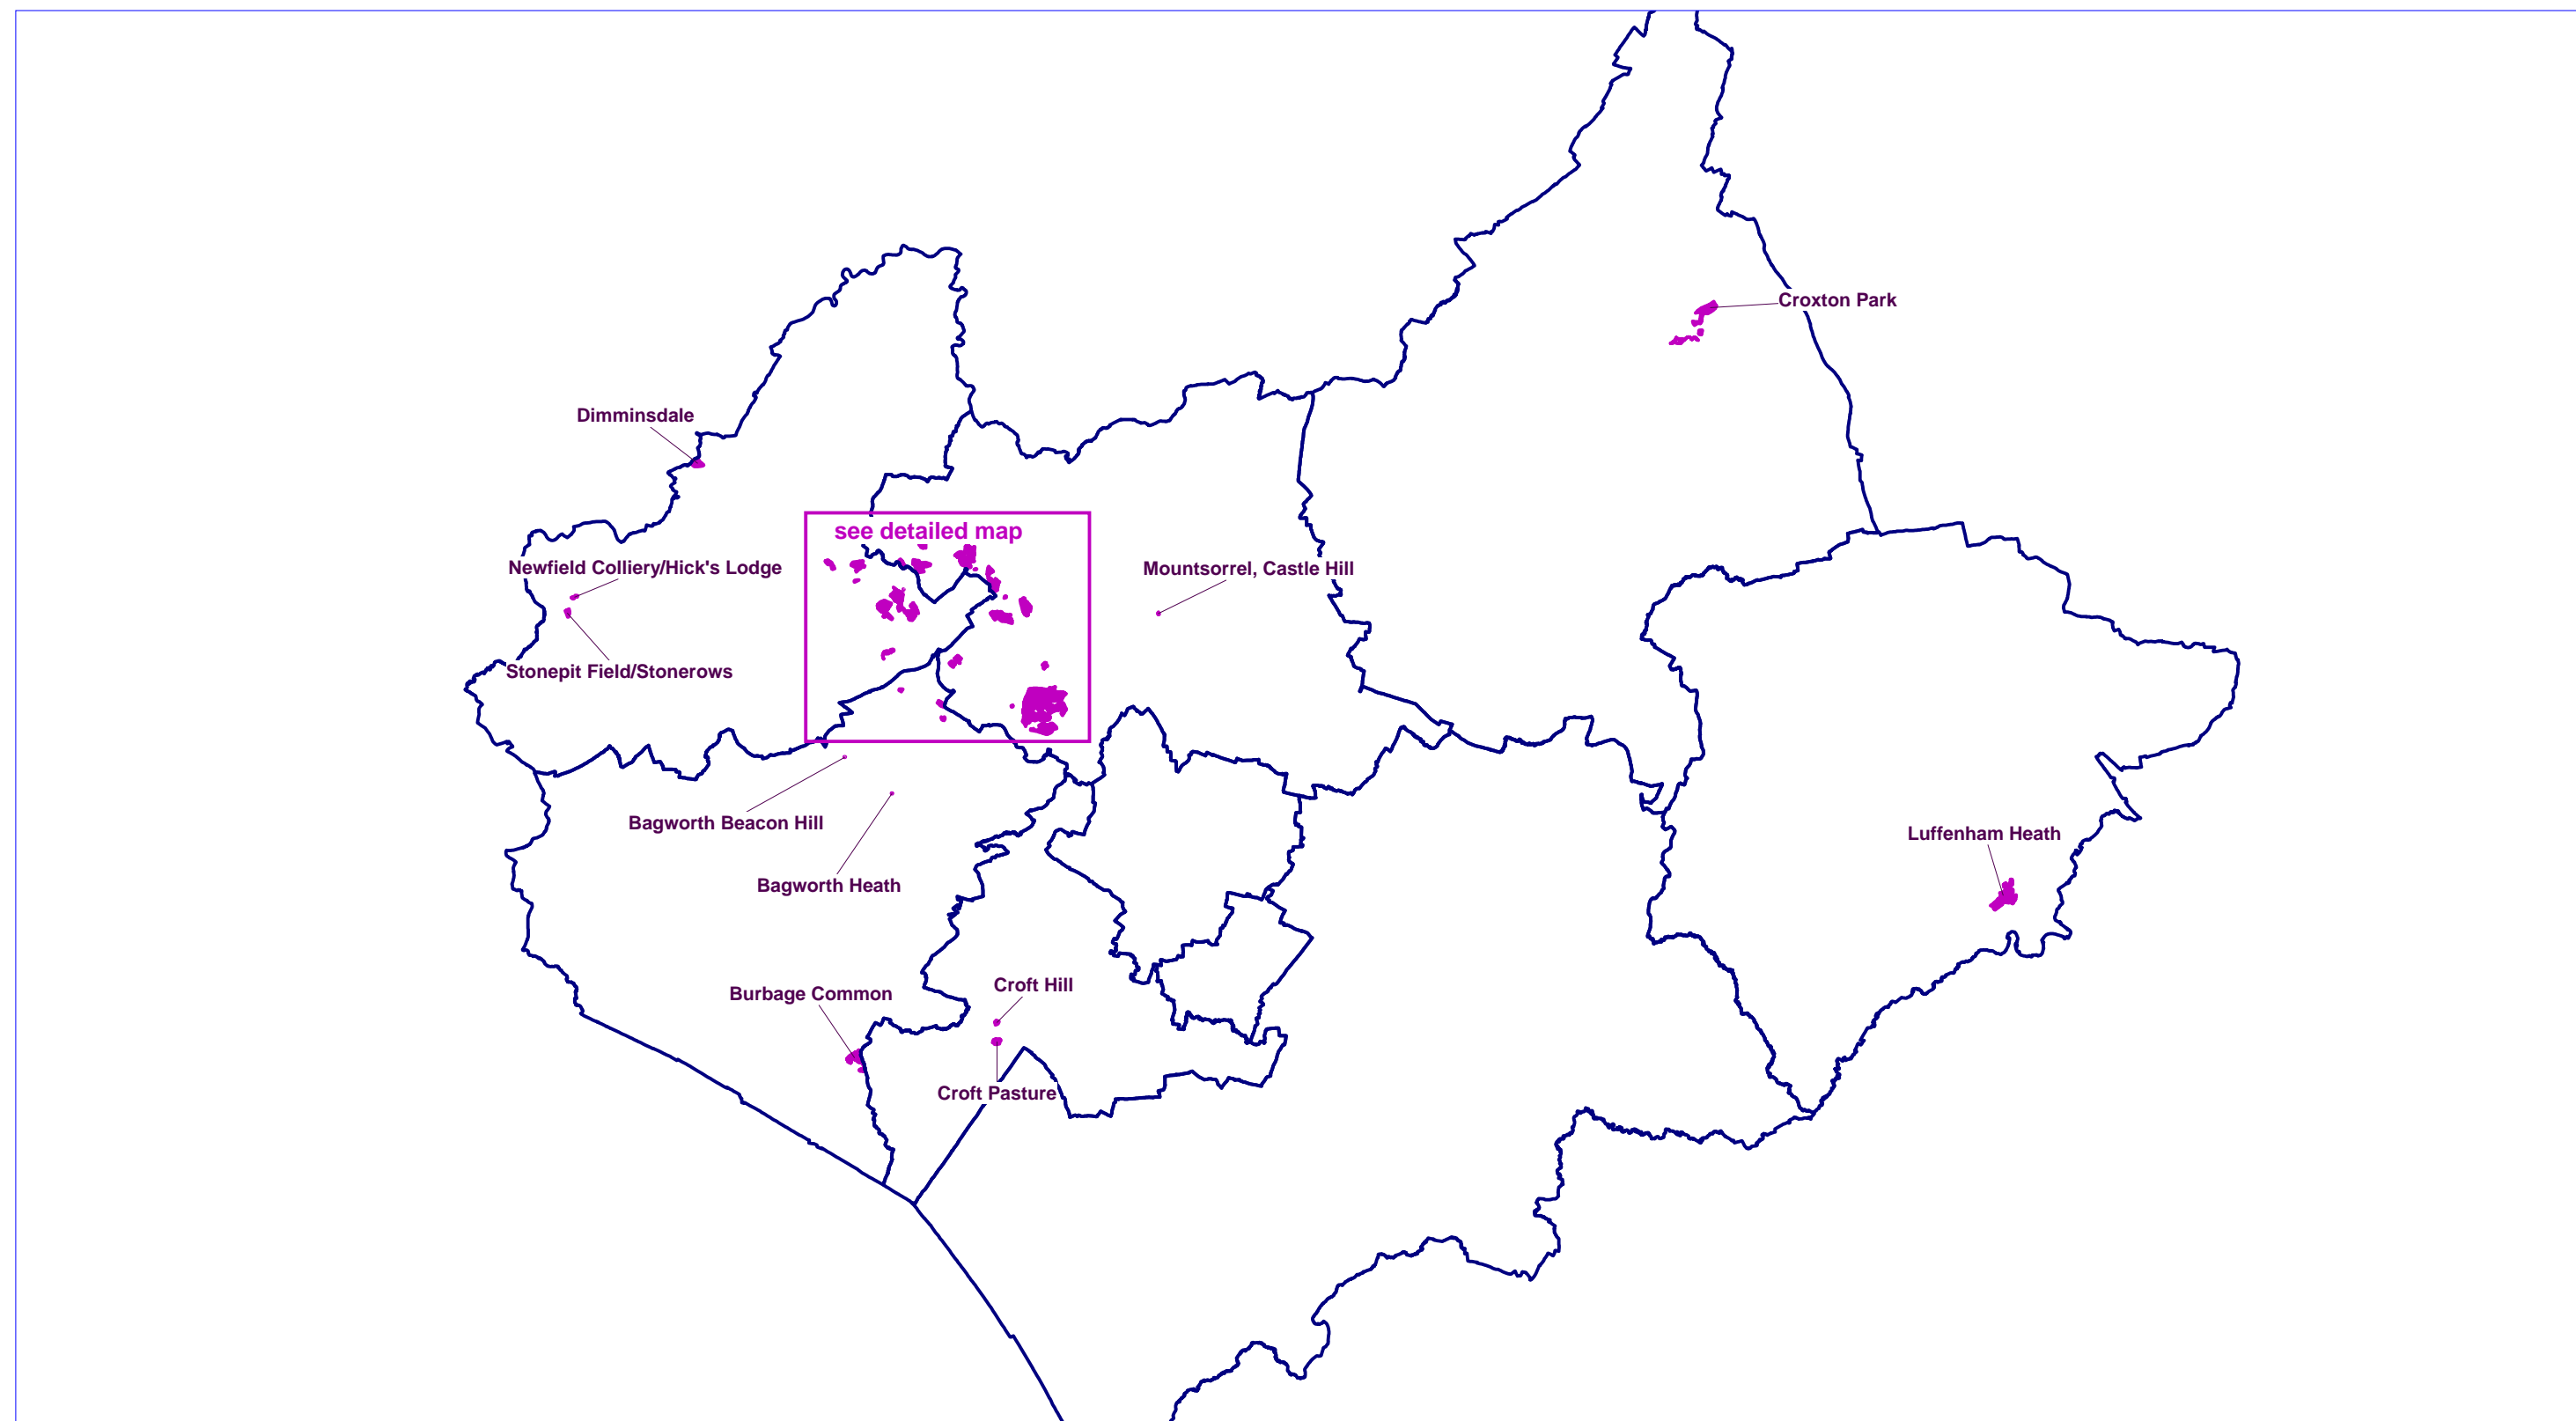 Croxton Park
Dimminsdale
see detailed map
Newfield Colliery/Hick's Lodge
Mountsorrel, Castle Hill
Stonepit Field/Stonerows
Bagworth Beacon Hill
Luffenham Heath
Bagworth Heath
Croft Hill
Burbage Common
Croft Pasture